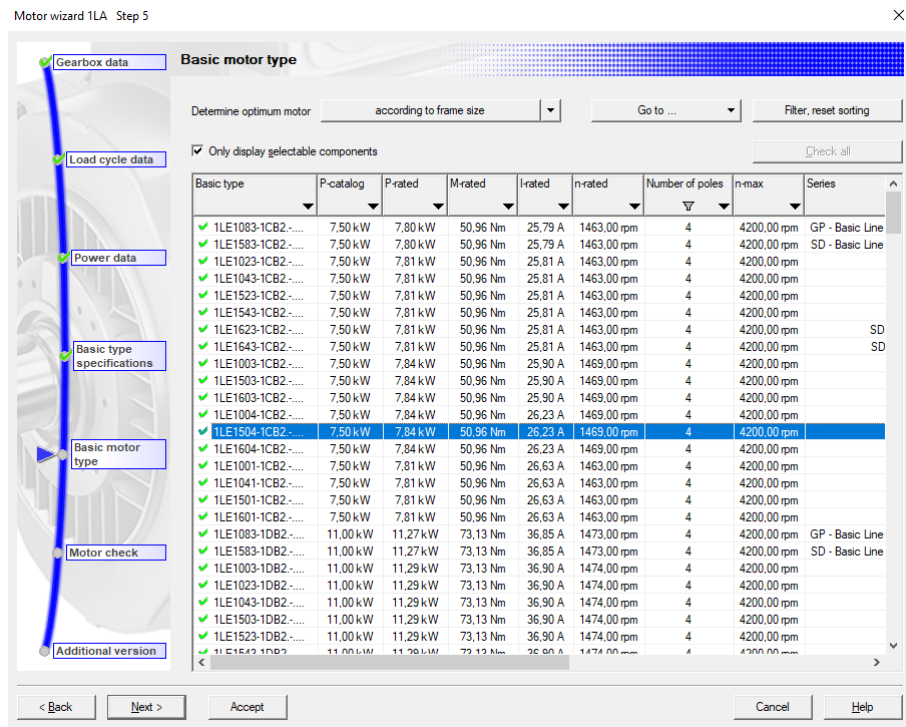 Motor wizard 1LA Step 5
Gearbox data
Load cycle data
Power data
Basic type
specifications
Basic motor
type
Motor check
Additional version
Basic motor type
Determine optimum motor according to frame size Go to ... Filter, reset sorting
Only display selectable components Check all
Basic type P-catalog P-rated M-rated I-rated n-rated Number of poles n-max Series
1LE1083-1CB2.-.... 7,50 kW 7,80 kW 50,96 Nm 25,79 A 1463,00 rpm 4 4200,00 rpm GP - Basic Line
1LE1583-1CB2.-.... 7,50 kW 7,80 kW 50,96 Nm 25,79 A 1463,00 rpm 4 4200,00 rpm SD - Basic Line
1LE1023-1CB2.-.... 7,50 kW 7,81 kW 50,96 Nm 25,81 A 1463,00 rpm 4 4200,00 rpm
1LE1043-1CB2.-.... 7,50 kW 7,81 kW 50,96 Nm 25,81 A 1463,00 rpm 4 4200,00 rpm
1LE1523-1CB2.-.... 7,50 kW 7,81 kW 50,96 Nm 25,81 A 1463,00 rpm 4 4200,00 rpm
1LE1543-1CB2.-.... 7,50 kW 7,81 kW 50,96 Nm 25,81 A 1463,00 rpm 4 4200,00 rpm
1LE1623-1CB2.-.... 7,50 kW 7,81 kW 50,96 Nm 25,81 A 1463,00 rpm 4 4200,00 rpm SD
1LE1643-1CB2.-.... 7,50 kW 7,81 kW 50,96 Nm 25,81 A 1463,00 rpm 4 4200,00 rpm SD
1LE1003-1CB2.-.... 7,50 kW 7,84 kW 50,96 Nm 25,90 A 1469,00 rpm 4 4200,00 rpm
1LE1503-1CB2.-.... 7,50 kW 7,84 kW 50,96 Nm 25,90 A 1469,00 rpm 4 4200,00 rpm
1LE1603-1CB2.-.... 7,50 kW 7,84 kW 50,96 Nm 25,90 A 1469,00 rpm 4 4200,00 rpm
1LE1004-1CB2.-.... 7,50 kW 7,84 kW 50,96 Nm 26,23 A 1469,00 rpm 4 4200,00 rpm
1LE1504-1CB2.-.... 7,50 kW 7,84 kW 50,96 Nm 26,23 A 1469,00 rpm 4 4200,00 rpm
1LE1604-1CB2.-.... 7,50 kW 7,84 kW 50,96 Nm 26,23 A 1469,00 rpm 4 4200,00 rpm
1LE1001-1CB2.-.... 7,50 kW 7,81 kW 50,96 Nm 26,63 A 1463,00 rpm 4 4200,00 rpm
1LE1041-1CB2.-.... 7,50 kW 7,81 kW 50,96 Nm 26,63 A 1463,00 rpm 4 4200,00 rpm
1LE1501-1CB2.-.... 7,50 kW 7,81 kW 50,96 Nm 26,63 A 1463,00 rpm 4 4200,00 rpm
1LE1601-1CB2.-.... 7,50 kW 7,81 kW 50,96 Nm 26,63 A 1463,00 rpm 4 4200,00 rpm
1LE1083-1DB2.-.... 11,00 kW 11,27 kW 73,13 Nm 36,85 A 1473,00 rpm 4 4200,00 rpm GP - Basic Line
1LE1583-1DB2.-.... 11,00 kW 11,27 kW 73,13 Nm 36,85 A 1473,00 rpm 4 4200,00 rpm SD - Basic Line
1LE1003-1DB2.-.... 11,00 kW 11,29 kW 73,13 Nm 36,90 A 1474,00 rpm 4 4200,00 rpm
1LE1023-1DB2.-.... 11,00 kW 11,29 kW 73,13 Nm 36,90 A 1474,00 rpm 4 4200,00 rpm
1LE1043-1DB2.-.... 11,00 kW 11,29 kW 73,13 Nm 36,90 A 1474,00 rpm 4 4200,00 rpm
1LE1503-1DB2.-.... 11,00 kW 11,29 kW 73,13 Nm 36,90 A 1474,00 rpm 4 4200,00 rpm
1LE1523-1DB2.-.... 11,00 kW 11,29 kW 73,13 Nm 36,90 A 1474,00 rpm 4 4200,00 rpm
1LE1543-1DB2.-.... 11,00 kW 11,29 kW 73,13 Nm 36,90 A 1474,00 rpm 4 4200,00 rpm
< Back Next > Accept Cancel Help